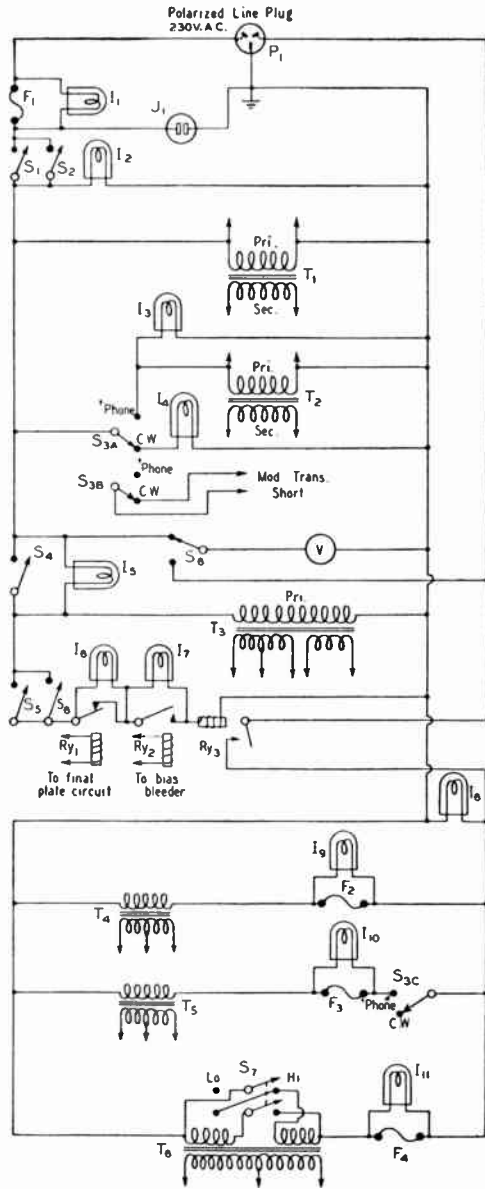 Polarized Line Plug
230V. A.C.
P₁
F₁
I₁
J₁
S₁
S₂
I₂
Pri.
T₁
Sec.
I₃
Pri.
T₂
Sec.
'Phone
I₄
S₃A
CW
'Phone
S₃B
CW
Mod Trans.
Short
S₄
I₅
S₆
V
Pri.
T₃
I₆
I₇
S₅
S₆
Ry₁
Ry₂
Ry₃
To final
plate circuit
To bias
bleeder
I₈
I₉
F₂
T₄
I₁₀
F₃
'Phone
S₃C
CW
T₅
Lo
S₇
Hi
I₁₁
T₆
F₄